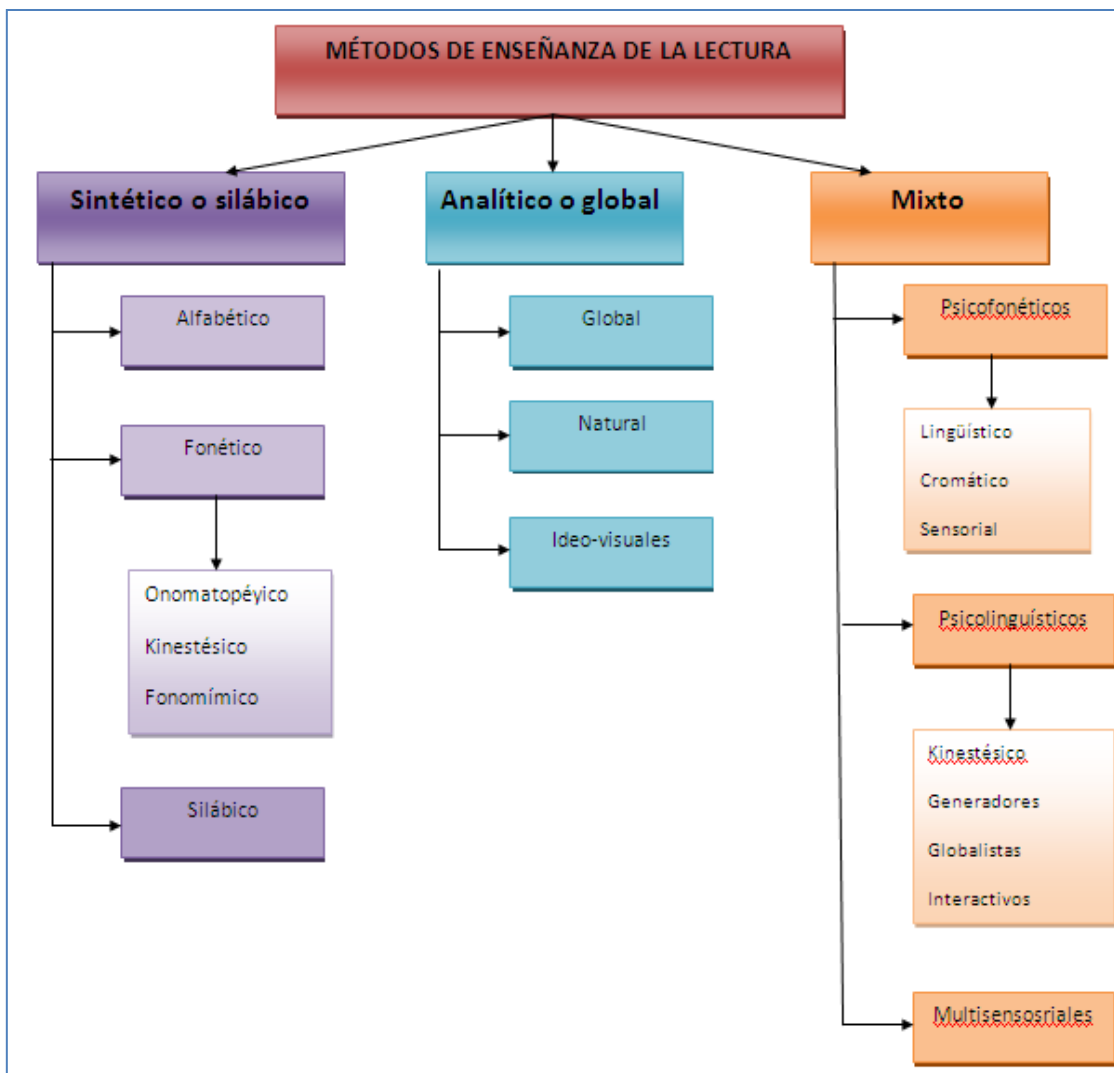 MÉTODOS DE ENSEÑANZA DE LA LECTURA
Sintético o silábico
Alfabético
Fonético
Onomatopéyico
Kinestésico
Fonomímico
Silábico
Analítico o global
Global
Natural
Ideo-visuales
Mixto
Psicofonéticos
Lingüístico
Cromático
Sensorial
Psicolinguísticos
Kinestésico
Generadores
Globalistas
Interactivos
Multisensosriales